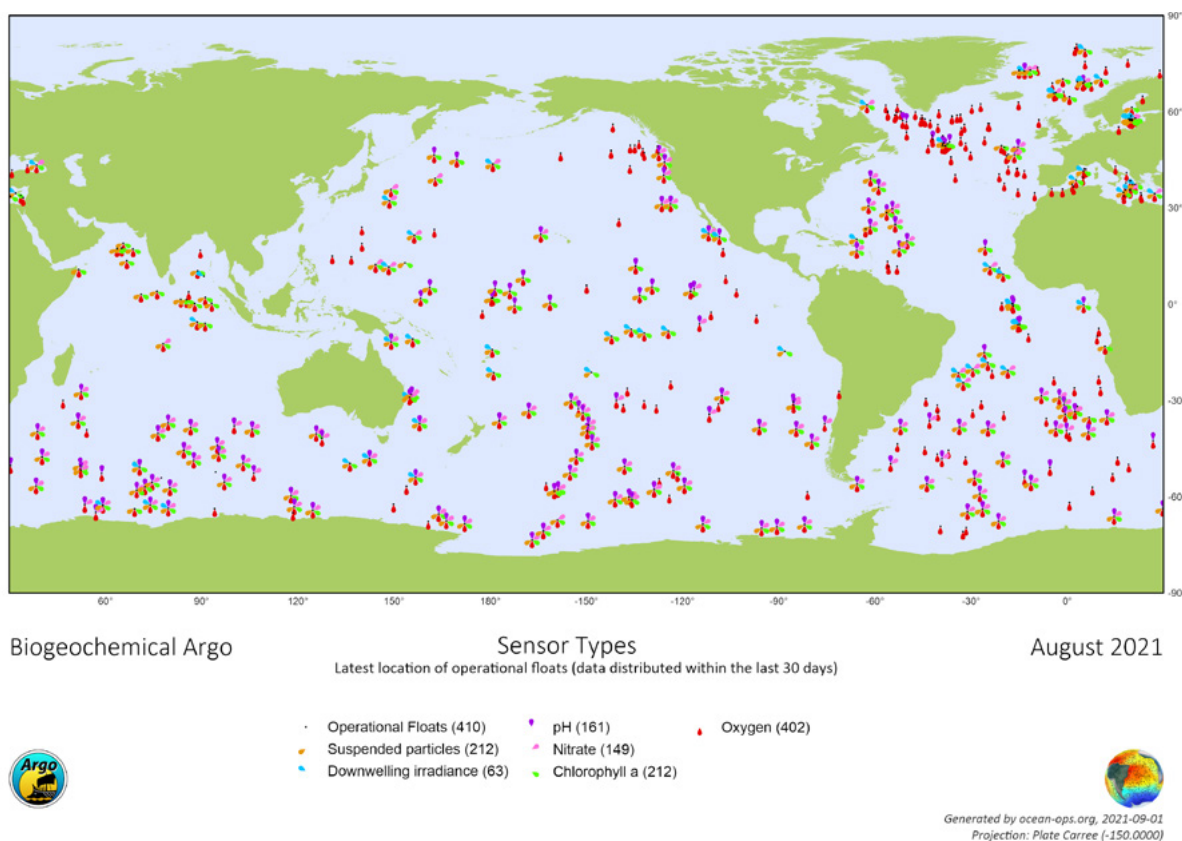 90°
60°
30°
0°
-30°
-60°
-90
60°
90°
120°
150°
180°
-150°
-120°
-90°
-60°
-30°
0°
Biogeochemical Argo
Sensor Types
August 2021
Latest location of operational floats (data distributed within the last 30 days)
Operational Floats (410)
pH (161)
Oxygen (402)
Suspended particles (212)
Nitrate (149)
Downwelling irradiance (63)
Chlorophyll a (212)
Argo
Generated by ocean-ops.org, 2021-09-01
Projection: Plate Carree (-150.0000)